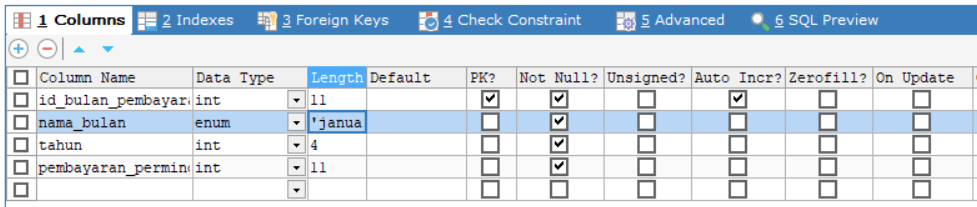 1 Columns 2 Indexes 3 Foreign Keys 4 Check Constraint 5 Advanced 6 SQL Preview
Column Name Data Type Length Default PK? Not Null? Unsigned? Auto Incr? Zerofill? On Update
id_bulan_pembayar int 11
nama_bulan enum 'janua
tahun int 4
pembayaran_permin int 11